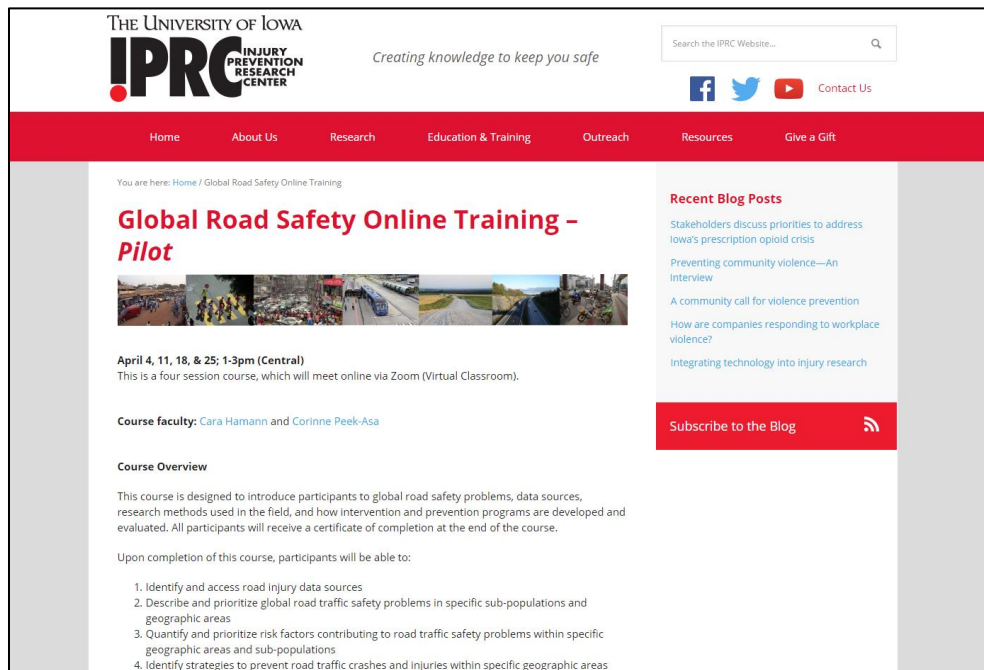 THE UNIVERSITY OF IOWA
IPRC INJURY
PREVENTION
RESEARCH
CENTER
Creating knowledge to keep you safe
Search the IPRC Website...
Contact Us
Home About Us Research Education & Training Outreach Resources Give a Gift
You are here: Home / Global Road Safety Online Training
Global Road Safety Online Training –
Pilot
April 4, 11, 18, & 25; 1-3pm (Central)
This is a four session course, which will meet online via Zoom (Virtual Classroom).
Course faculty: Cara Hamann and Corinne Peek-Asa
Course Overview
This course is designed to introduce participants to global road safety problems, data sources,
research methods used in the field, and how intervention and prevention programs are developed and
evaluated. All participants will receive a certificate of completion at the end of the course.
Upon completion of this course, participants will be able to:
1. Identify and access road injury data sources
2. Describe and prioritize global road traffic safety problems in specific sub-populations and
geographic areas
3. Quantify and prioritize risk factors contributing to road traffic safety problems within specific
geographic areas and sub-populations
4. Identify strategies to prevent road traffic crashes and injuries within specific geographic areas
Recent Blog Posts
Stakeholders discuss priorities to address
Iowa's prescription opioid crisis
Preventing community violence—An
Interview
A community call for violence prevention
How are companies responding to workplace
violence?
Integrating technology into injury research
Subscribe to the Blog